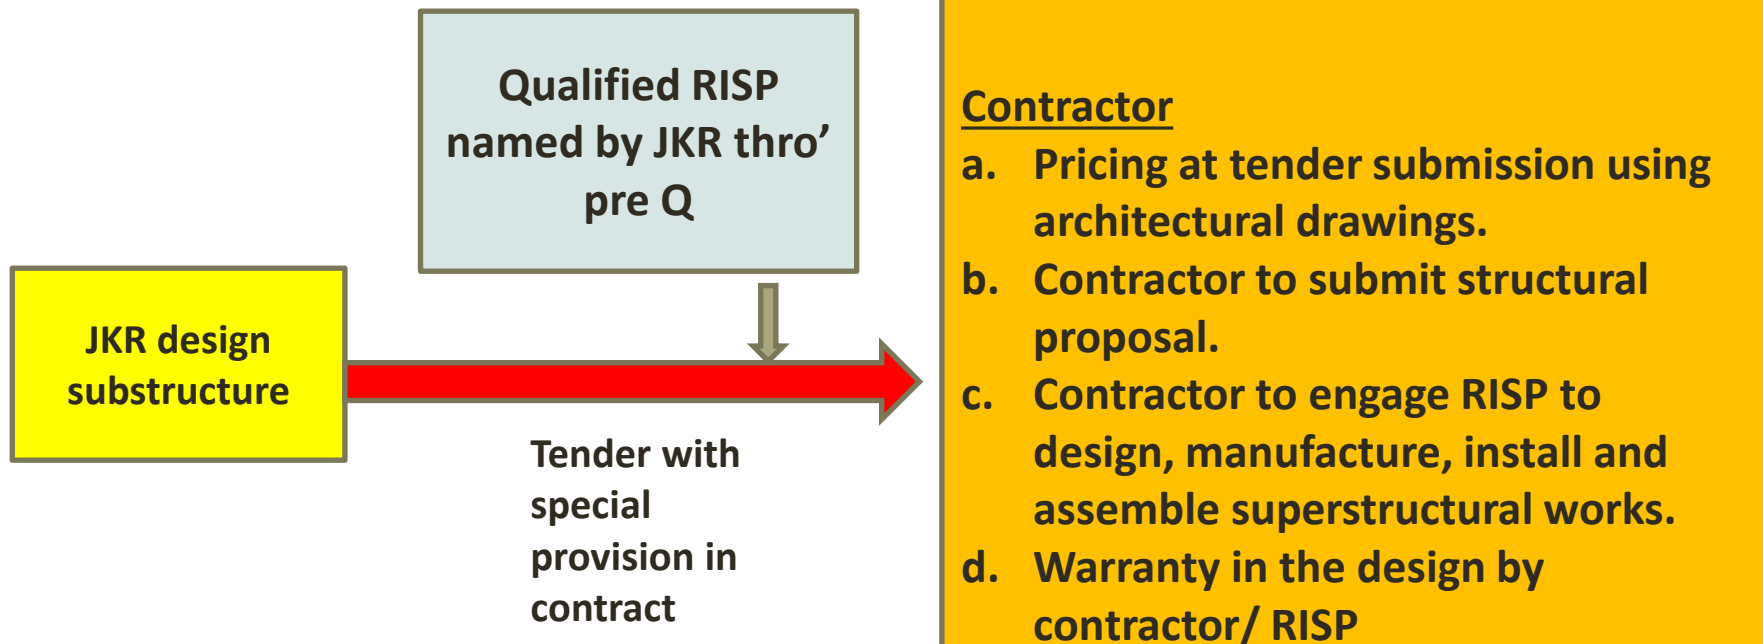 Qualified RISP
named by JKR thro’
pre Q
JKR design
substructure
Tender with
special
provision in
contract
Contractor
a. Pricing at tender submission using
architectural drawings.
b. Contractor to submit structural
proposal.
c. Contractor to engage RISP to
design, manufacture, install and
assemble superstructural works.
d. Warranty in the design by
contractor/ RISP